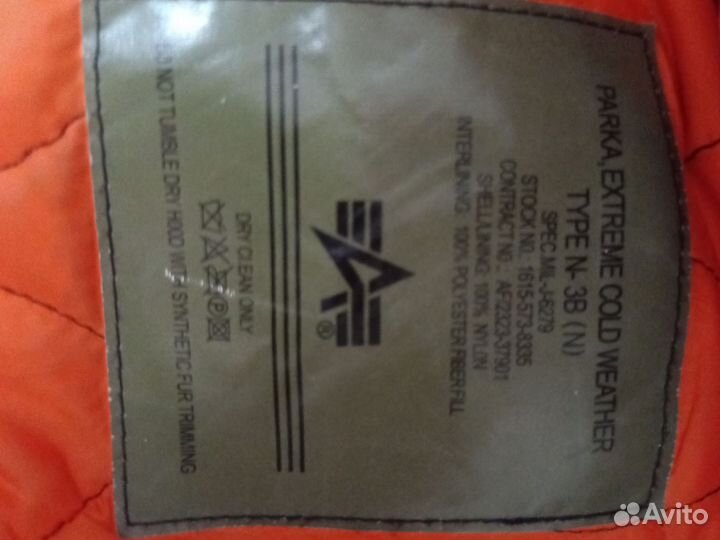 PARKA, EXTREME COLD WEATHER
TYPE N-3B (N)
SPEC.MIL-J-6279
STOCK NO.: 1615-573-8335
CONTRACT NO.: AF2323-37901
SHELL/LINING: 100% NYLON
INTERLINING: 100% POLYESTER FIBERFILL
®
DRY CLEAN ONLY
P
DO NOT TUMBLE DRY HOOD WITH SYNTHETIC FUR TRIMMING
Avito